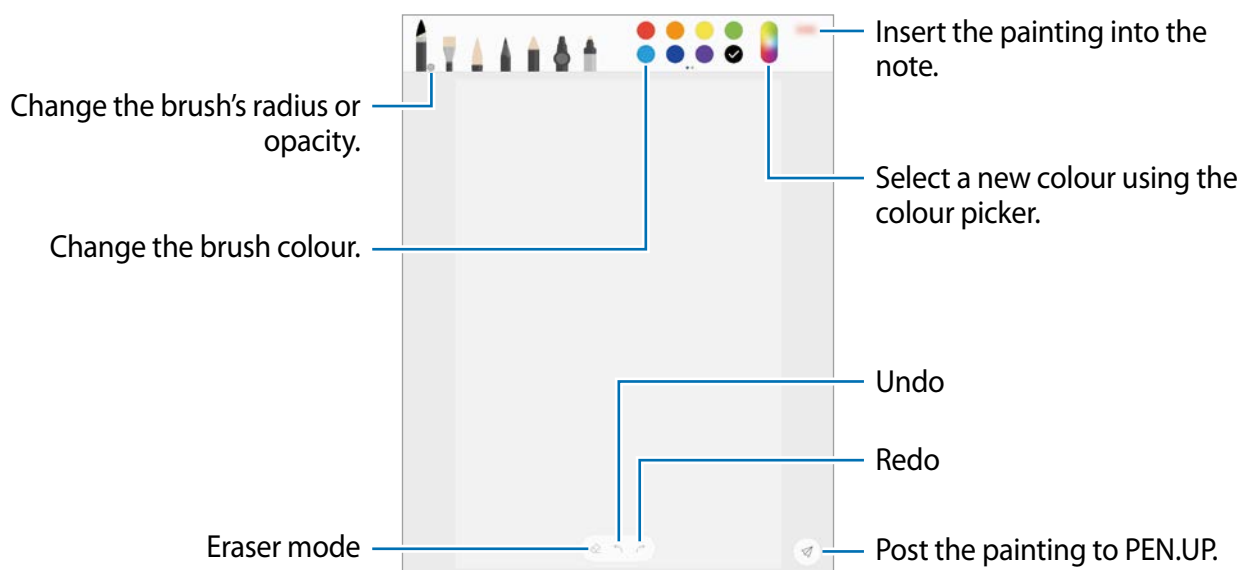 Insert the painting into the
note.
Change the brush's radius or
opacity.
Select a new colour using the
colour picker.
Change the brush colour.
Undo
Redo
Eraser mode
Post the painting to PEN.UP.